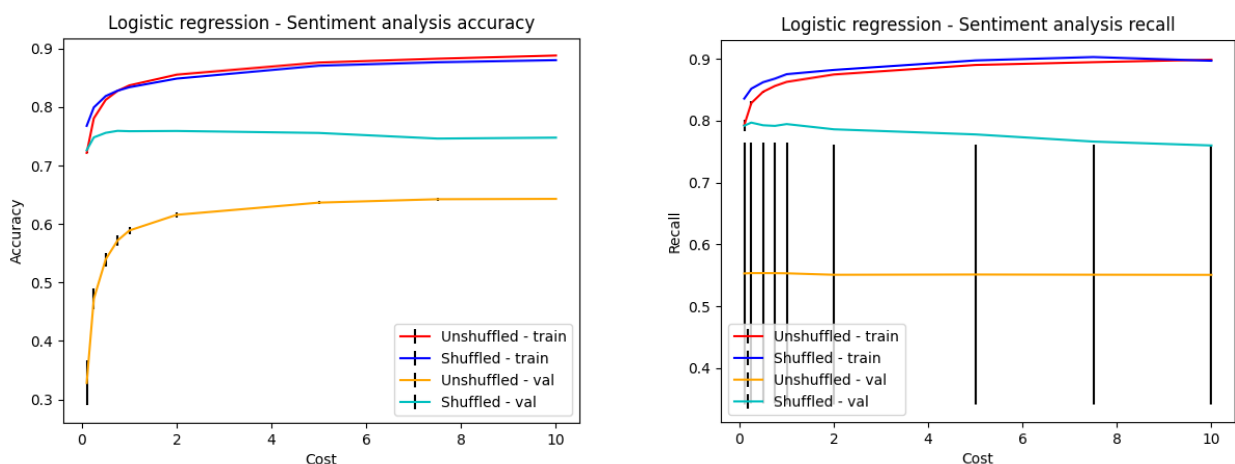 Logistic regression - Sentiment analysis accuracy
0.9
0.8
0.7
0.6
0.5
0.4
0.3
Accuracy
0 2 4 6 8 10
Cost
Unshuffled - train
Shuffled - train
Unshuffled - val
Shuffled - val
Logistic regression - Sentiment analysis recall
0.9
0.8
0.7
0.6
0.5
0.4
Recall
0 2 4 6 8 10
Cost
Unshuffled - train
Shuffled - train
Unshuffled - val
Shuffled - val